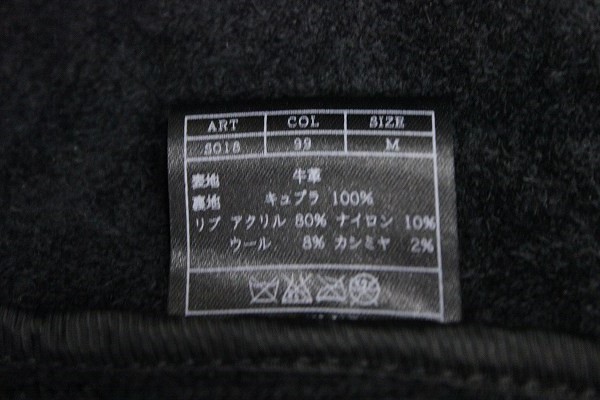 ART COL SIZE
S018 99 M
表地 牛革
裏地 キュプラ 100%
リブ アクリル 80% ナイロン 10%
ウール 8% カシミヤ 2%